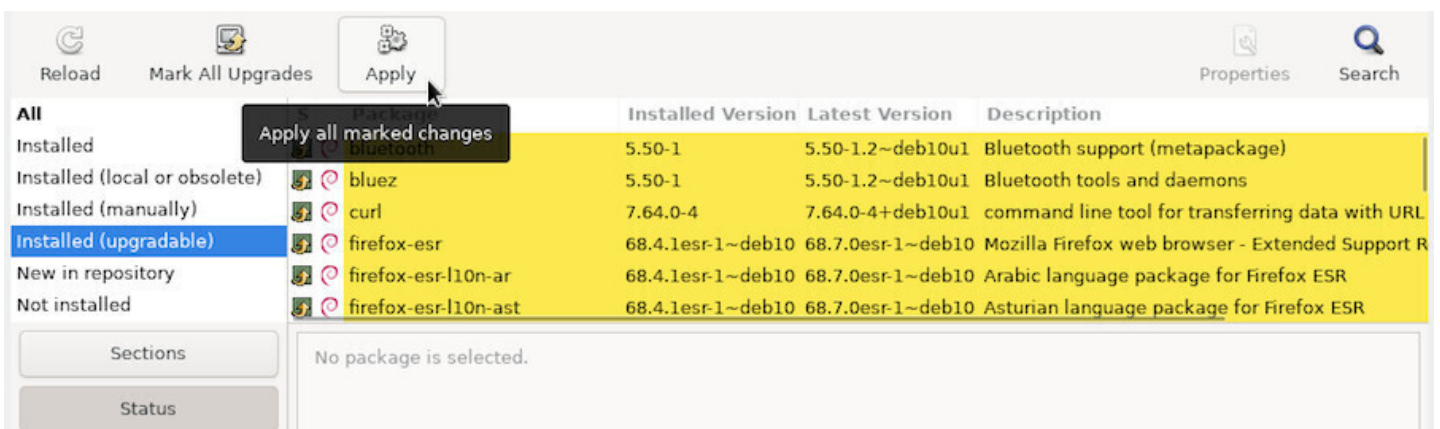 Reload Mark All Upgrades Apply Properties Search
Apply all marked changes
All
Installed
Installed (local or obsolete)
Installed (manually)
Installed (upgradable)
New in repository
Not installed
Sections
Status
S Package Installed Version Latest Version Description
bluetooth 5.50-1 5.50-1.2~deb10u1 Bluetooth support (metapackage)
bluez 5.50-1 5.50-1.2~deb10u1 Bluetooth tools and daemons
curl 7.64.0-4 7.64.0-4+deb10u1 command line tool for transferring data with URL
firefox-esr 68.4.1esr-1~deb10 68.7.0esr-1~deb10 Mozilla Firefox web browser - Extended Support R
firefox-esr-l10n-ar 68.4.1esr-1~deb10 68.7.0esr-1~deb10 Arabic language package for Firefox ESR
firefox-esr-l10n-ast 68.4.1esr-1~deb10 68.7.0esr-1~deb10 Asturian language package for Firefox ESR
No package is selected.